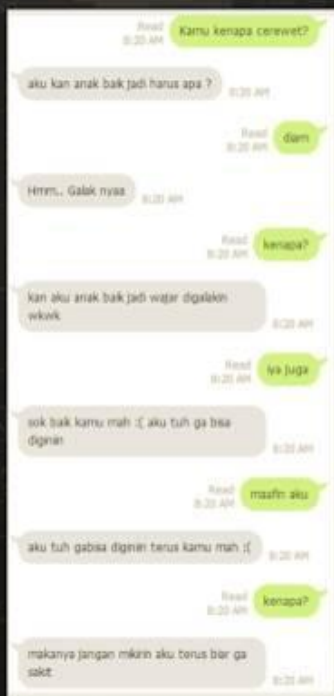 Read
8:20 AM
Kamu kenapa cerewet?
aku kan anak baik jadi harus apa ?
8:20 AM
Read
8:20 AM
diam
Hmm.. Galak nyaa
8:20 AM
Read
8:20 AM
kenapa?
kan aku anak baik jadi wajar digalakin
wkwk
8:20 AM
Read
8:20 AM
iya juga
sok baik kamu mah :( aku tuh ga bisa
diginiin
8:20 AM
Read
8:20 AM
maafin aku
aku tuh gabisa diginiin terus kamu mah :(
8:20 AM
Read
8:20 AM
kenapa?
makanya jangan mikirin aku terus biar ga
sakit
8:20 AM